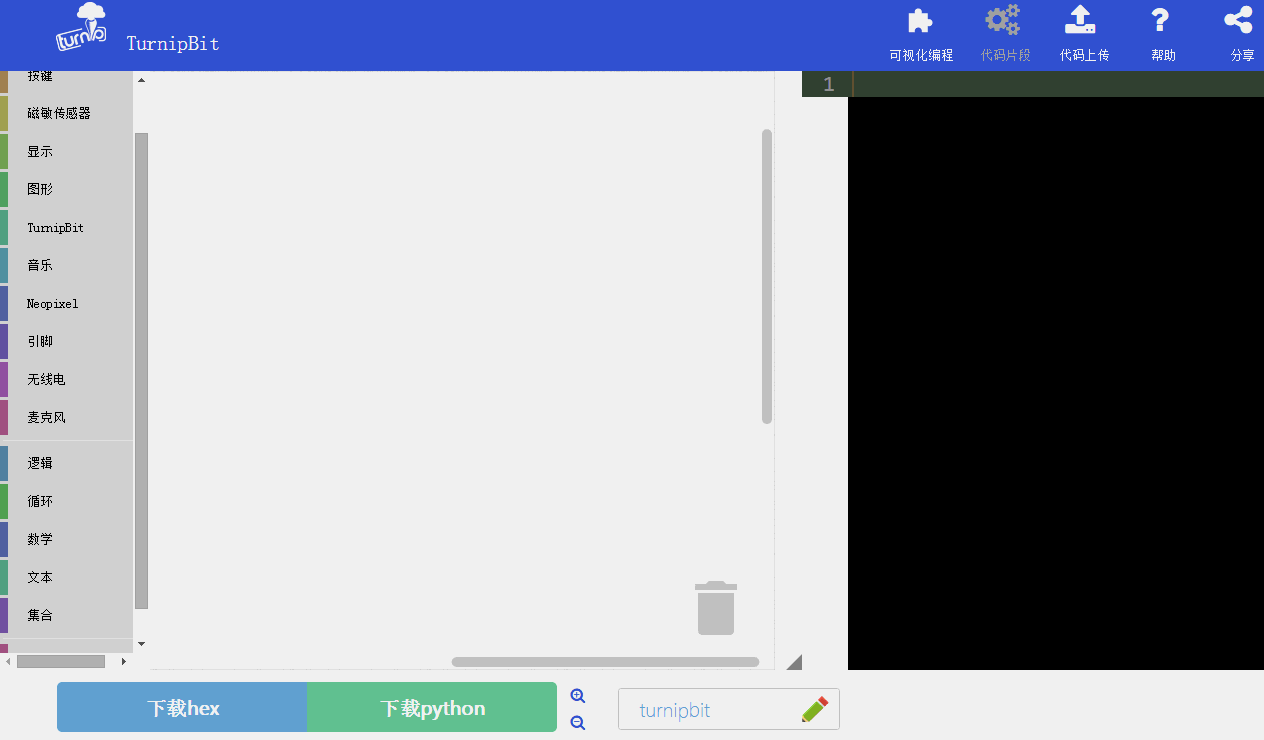 turnip
TurnipBit
可视化编程
代码片段
代码上传
帮助
分享
按键
磁敏传感器
显示
图形
TurnipBit
音乐
Neopixel
引脚
无线电
麦克风
逻辑
循环
数学
文本
集合
1
下载hex
下载python
turnipbit